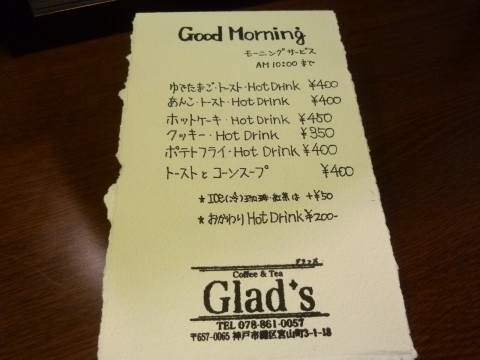 Good Morning
モーニングサービス
AM 10:00 まで
ゆでたまご・トースト・Hot Drink ¥400
あんこ・トースト・Hot Drink ¥400
ホットケーキ・Hot Drink ¥450
クッキー・Hot Drink ¥350
ポテトフライ・Hot Drink ¥400
トーストとコーンスープ ¥400
* Ice(冷)珈琲・紅茶は +¥50
* おかわり Hot Drink ¥200-
Coffee & Tea
Glad's
TEL 078-861-0057
〒657-0065 神戸市灘区宮山町3-1-18